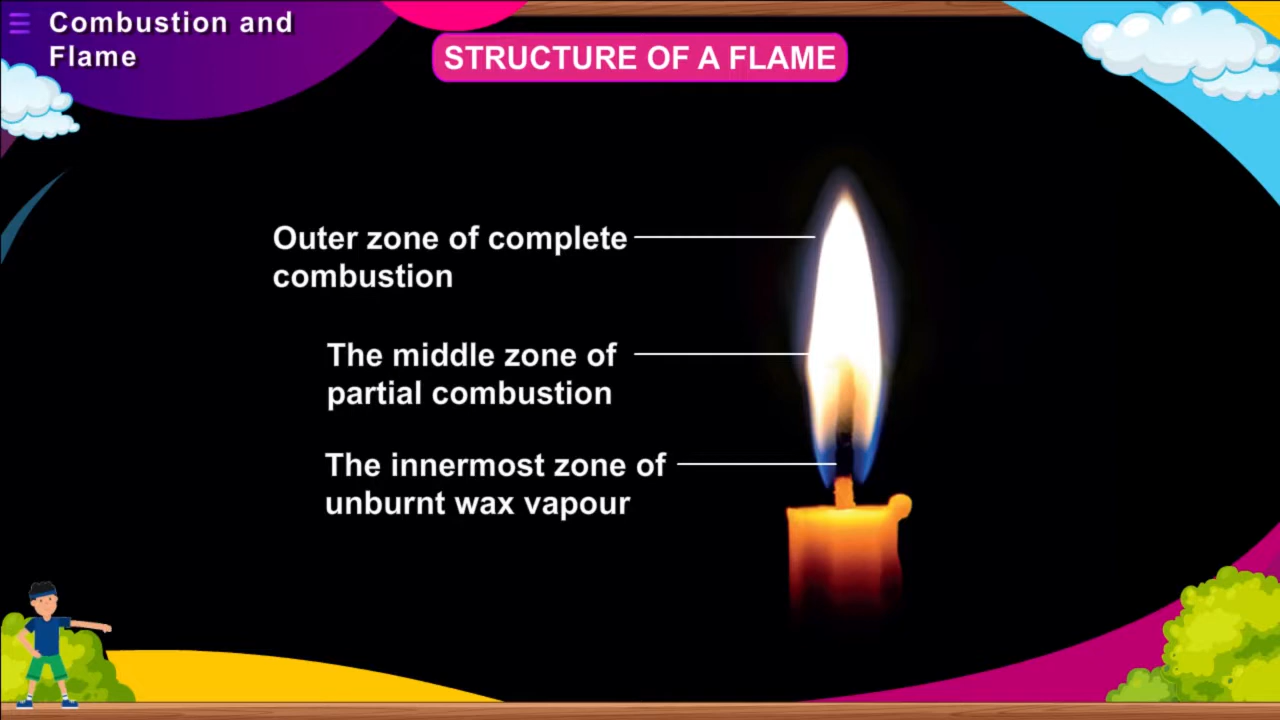 Combustion and
Flame
STRUCTURE OF A FLAME
Outer zone of complete
combustion
The middle zone of
partial combustion
The innermost zone of
unburnt wax vapour